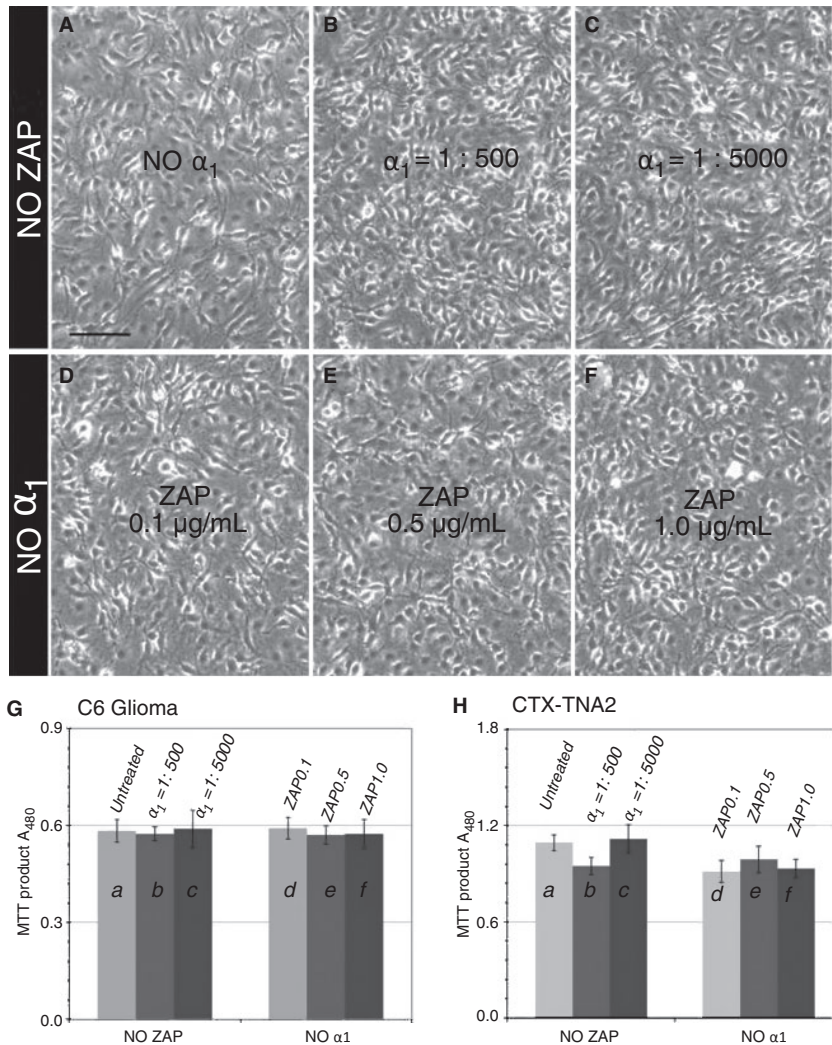 NO ZAP
A
B
C
NO α₁
α₁ = 1 : 500
α₁ = 1 : 5000
NO α₁
D
E
F
ZAP
0.1 µg/mL
ZAP
0.5 µg/mL
ZAP
1.0 µg/mL
G C6 Glioma
MTT product A₄₈₀
0.9
0.6
0.3
0.0
Untreated
α₁ = 1: 500
α₁ = 1: 5000
ZAP0.1
ZAP0.5
ZAP1.0
a
b
c
d
e
f
NO ZAP
NO α1
H CTX-TNA2
MTT product A₄₈₀
1.8
1.2
0.6
0.0
Untreated
α₁ = 1: 500
α₁ = 1: 5000
ZAP0.1
ZAP0.5
ZAP1.0
a
b
c
d
e
f
NO ZAP
NO α1